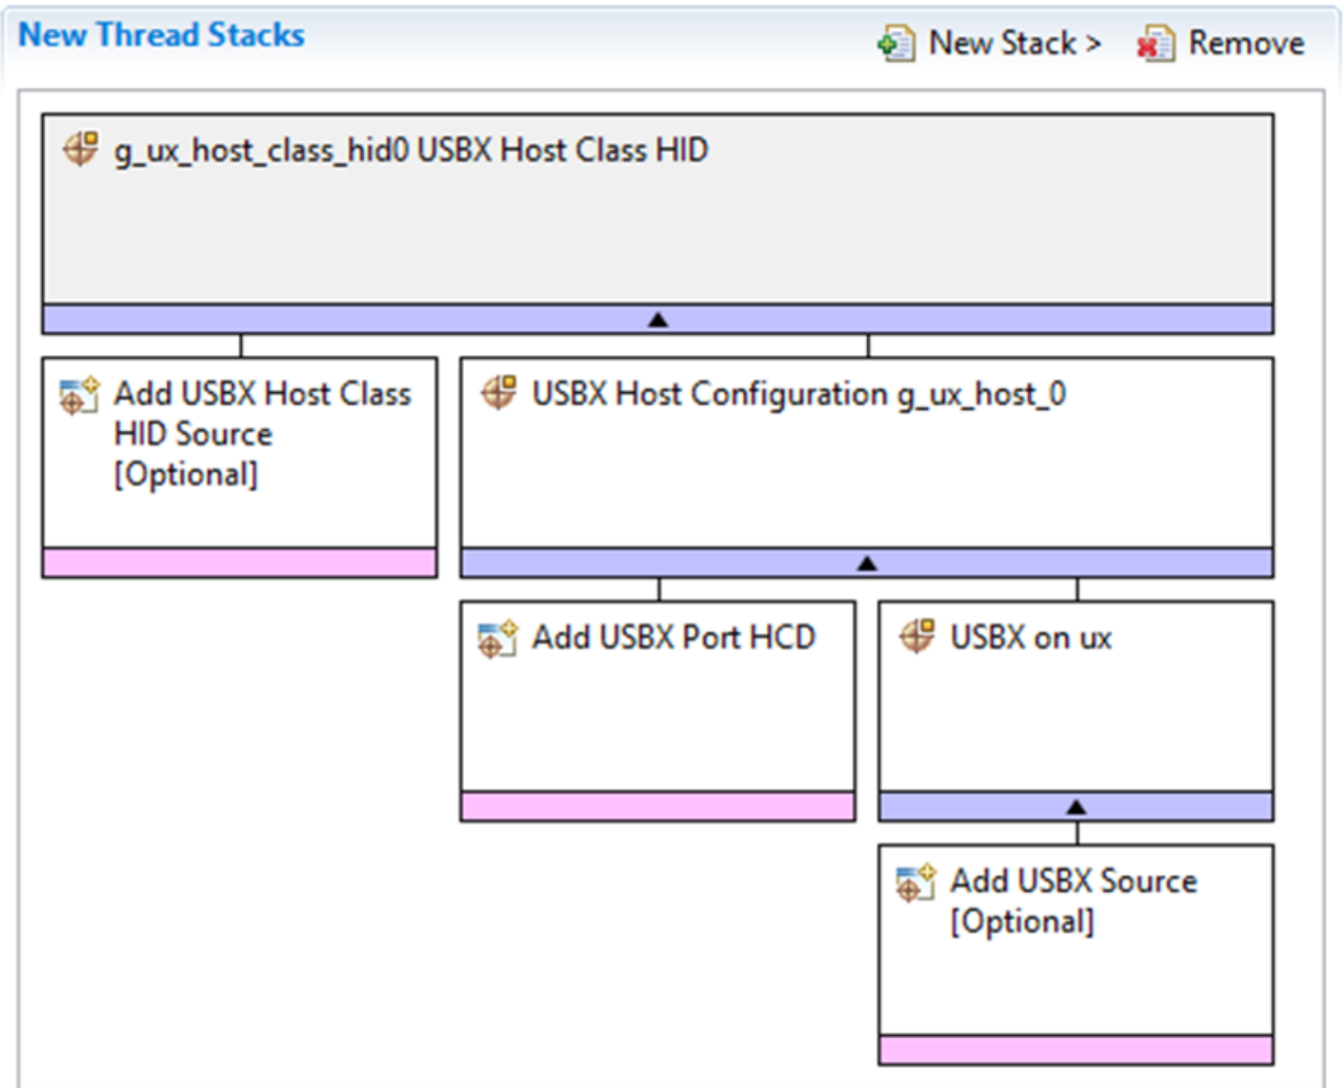 New Thread Stacks
New Stack >
Remove
g_ux_host_class_hid0 USBX Host Class HID
Add USBX Host Class
HID Source
[Optional]
USBX Host Configuration g_ux_host_0
Add USBX Port HCD
USBX on ux
Add USBX Source
[Optional]